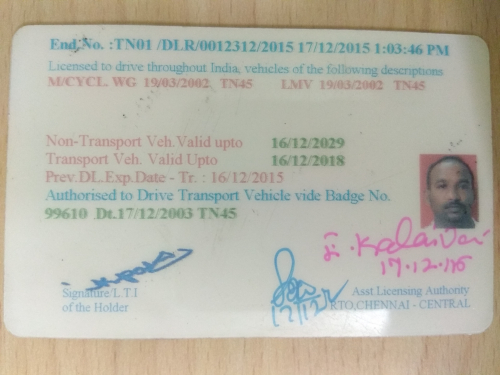 End.No. :TN01 /DLR/0012312/2015 17/12/2015 1:03:46 PM
Licensed to drive throughout India, vehicles of the following descriptions
M/CYCL. WG 19/03/2002 TN45 LMV 19/03/2002 TN45
Non-Transport Veh.Valid upto 16/12/2029
Transport Veh. Valid Upto 16/12/2018
Prev.DL.Exp.Date - Tr. : 16/12/2015
Authorised to Drive Transport Vehicle vide Badge No.
99610 Dt.17/12/2003 TN45
17.12.15
Signature/L.T.I
of the Holder
Asst.Licensing Authority
RTO,CHENNAI - CENTRAL